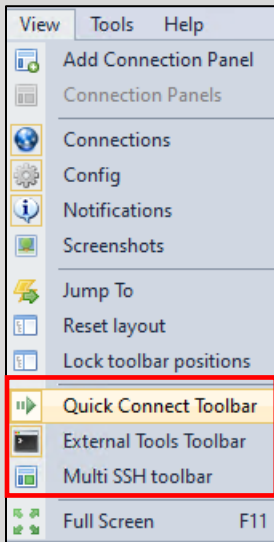 View Tools Help
Add Connection Panel
Connection Panels
Connections
Config
Notifications
Screenshots
Jump To
Reset layout
Lock toolbar positions
Quick Connect Toolbar
External Tools Toolbar
Multi SSH toolbar
Full Screen F11